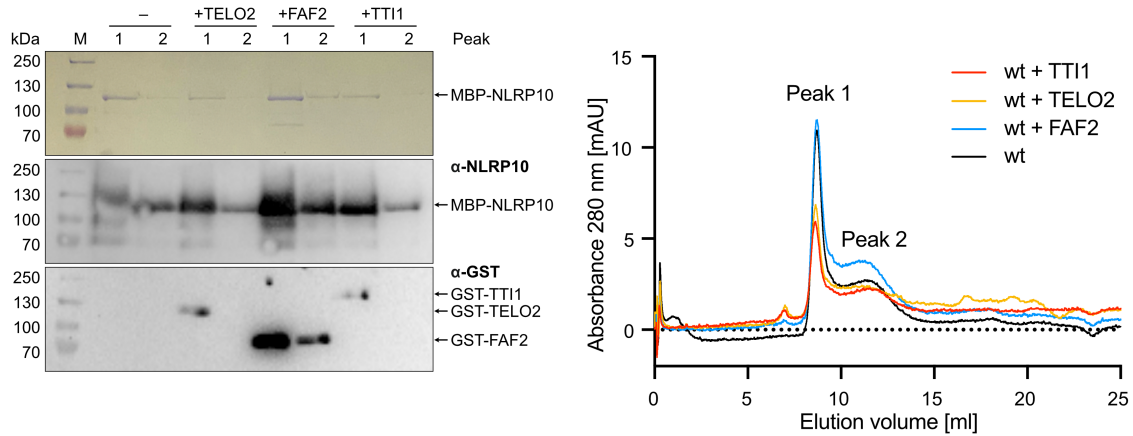 – +TELO2 +FAF2 +TTI1
kDa M 1 2 1 2 1 2 1 2 Peak
250
130
100
70
MBP-NLRP10
250
130
100
70
α-NLRP10
MBP-NLRP10
250
130
100
70
α-GST
GST-TTI1
GST-TELO2
GST-FAF2
Absorbance 280 nm [mAU]
15
10
5
0
Peak 1
Peak 2
wt + TTI1
wt + TELO2
wt + FAF2
wt
0 5 10 15 20 25
Elution volume [ml]